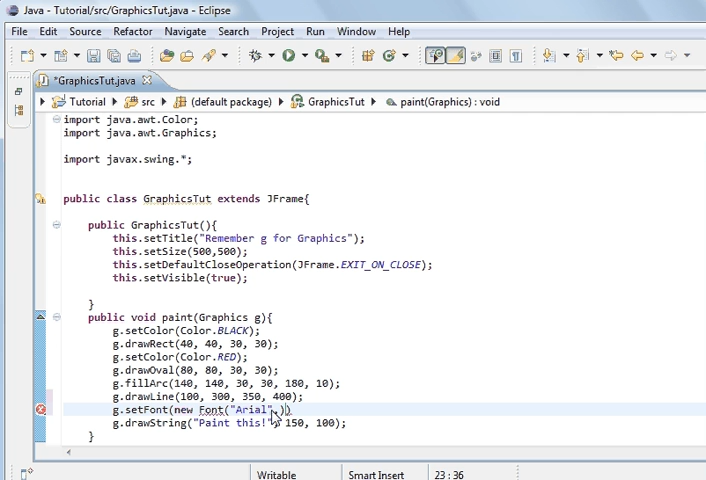 Java - Tutorial/src/GraphicsTut.java - Eclipse
File Edit Source Refactor Navigate Search Project Run Window Help
*GraphicsTut.java
Tutorial src (default package) GraphicsTut paint(Graphics) : void
import java.awt.Color;
import java.awt.Graphics;
import javax.swing.*;
public class GraphicsTut extends JFrame{
public GraphicsTut(){
this.setTitle("Remember g for Graphics");
this.setSize(500,500);
this.setDefaultCloseOperation(JFrame.EXIT_ON_CLOSE);
this.setVisible(true);
}
public void paint(Graphics g){
g.setColor(Color.BLACK);
g.drawRect(40, 40, 30, 30);
g.setColor(Color.RED);
g.drawOval(80, 80, 30, 30);
g.fillArc(140, 140, 30, 30, 180, 10);
g.drawLine(100, 300, 350, 400);
g.setFont(new Font("Arial",))
g.drawString("Paint this!", 150, 100);
}
Writable Smart Insert 23 : 36